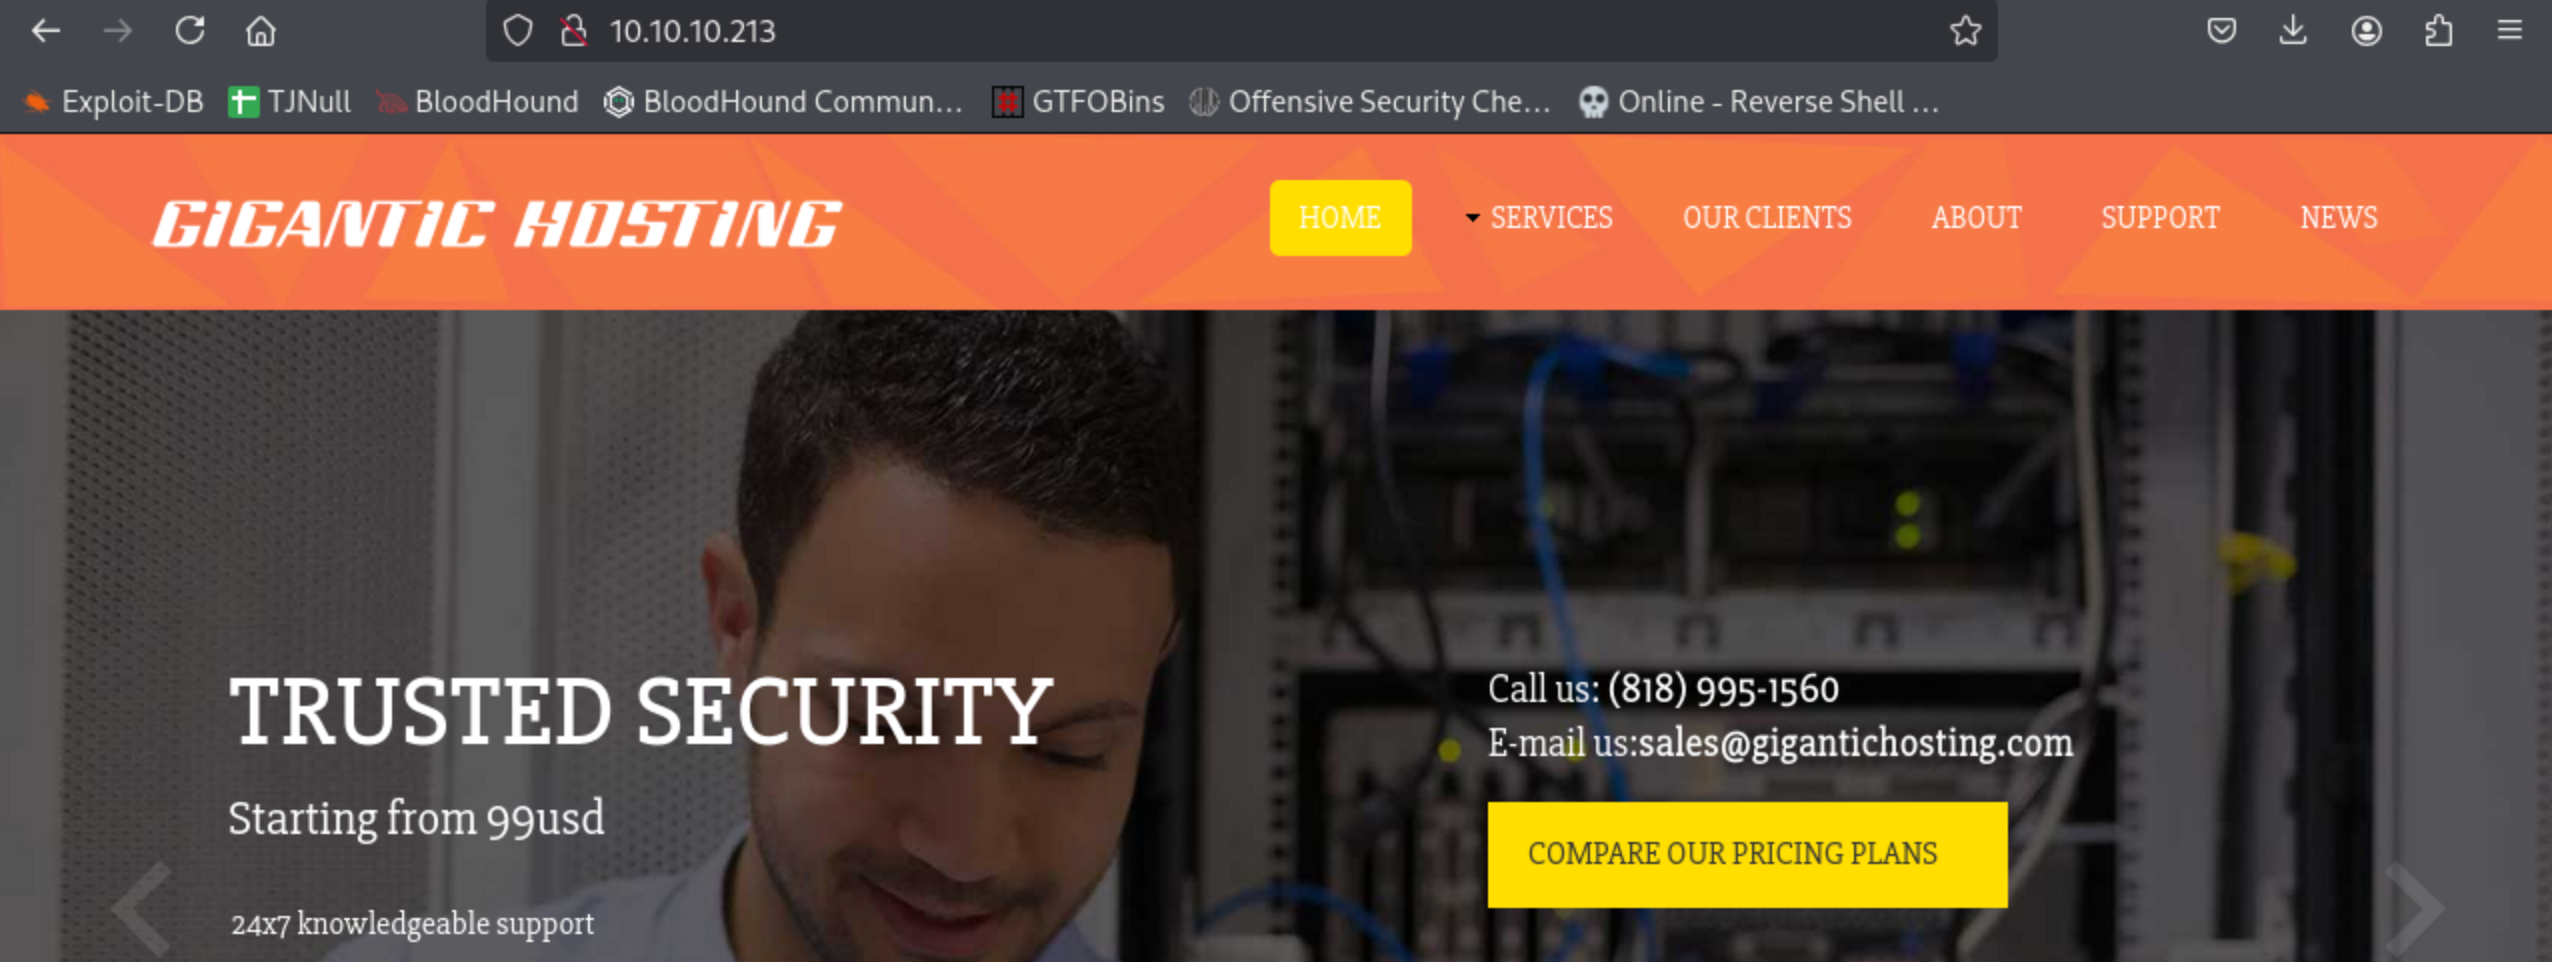 10.10.10.213
Exploit-DB TJNull BloodHound BloodHound Commun... GTFOBins Offensive Security Che... Online - Reverse Shell ...
GIGANTIC HOSTING
HOME SERVICES OUR CLIENTS ABOUT SUPPORT NEWS
TRUSTED SECURITY
Starting from 99usd
24x7 knowledgeable support
Call us: (818) 995-1560
E-mail us:sales@gigantichosting.com
COMPARE OUR PRICING PLANS